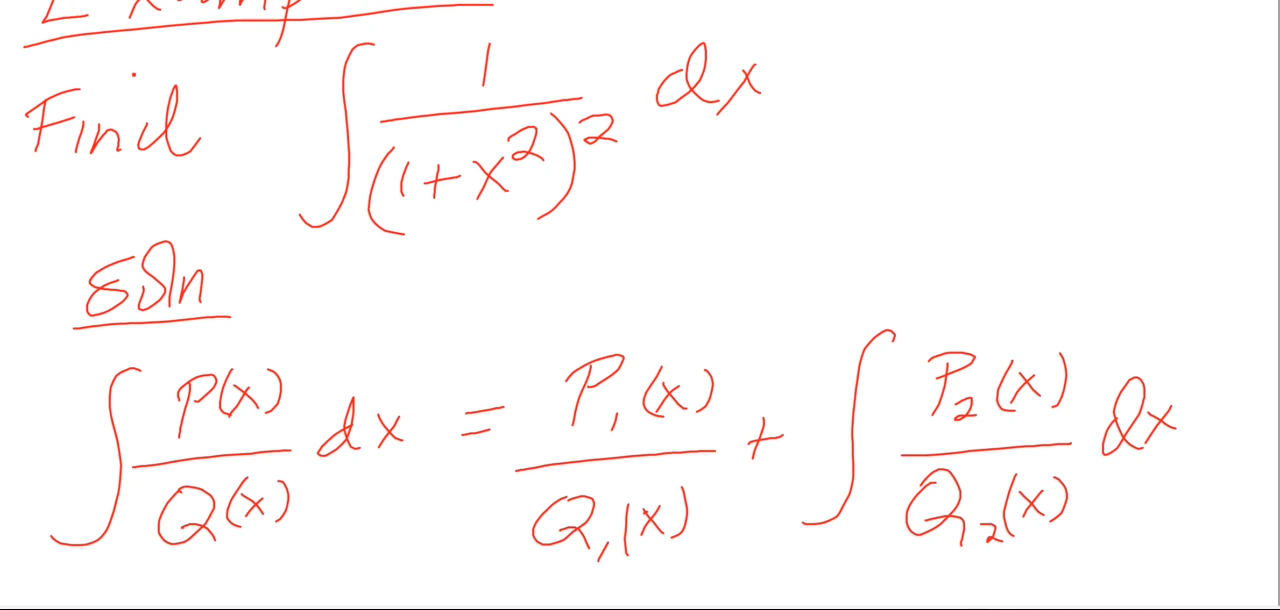 Find ∫ 1/(1+x²)² dx
soln
∫ P(x)/Q(x) dx = P₁(x)/Q₁(x) + ∫ P₂(x)/Q₂(x) dx